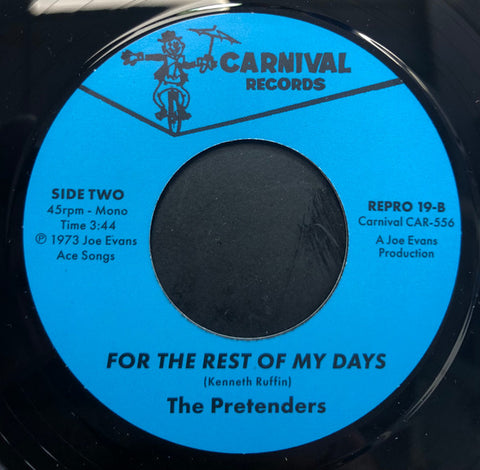 CARNIVAL
RECORDS
SIDE TWO
45rpm - Mono
Time 3:44
℗ 1973 Joe Evans
Ace Songs
REPRO 19-B
Carnival CAR-556
A Joe Evans
Production
FOR THE REST OF MY DAYS
(Kenneth Ruffin)
The Pretenders